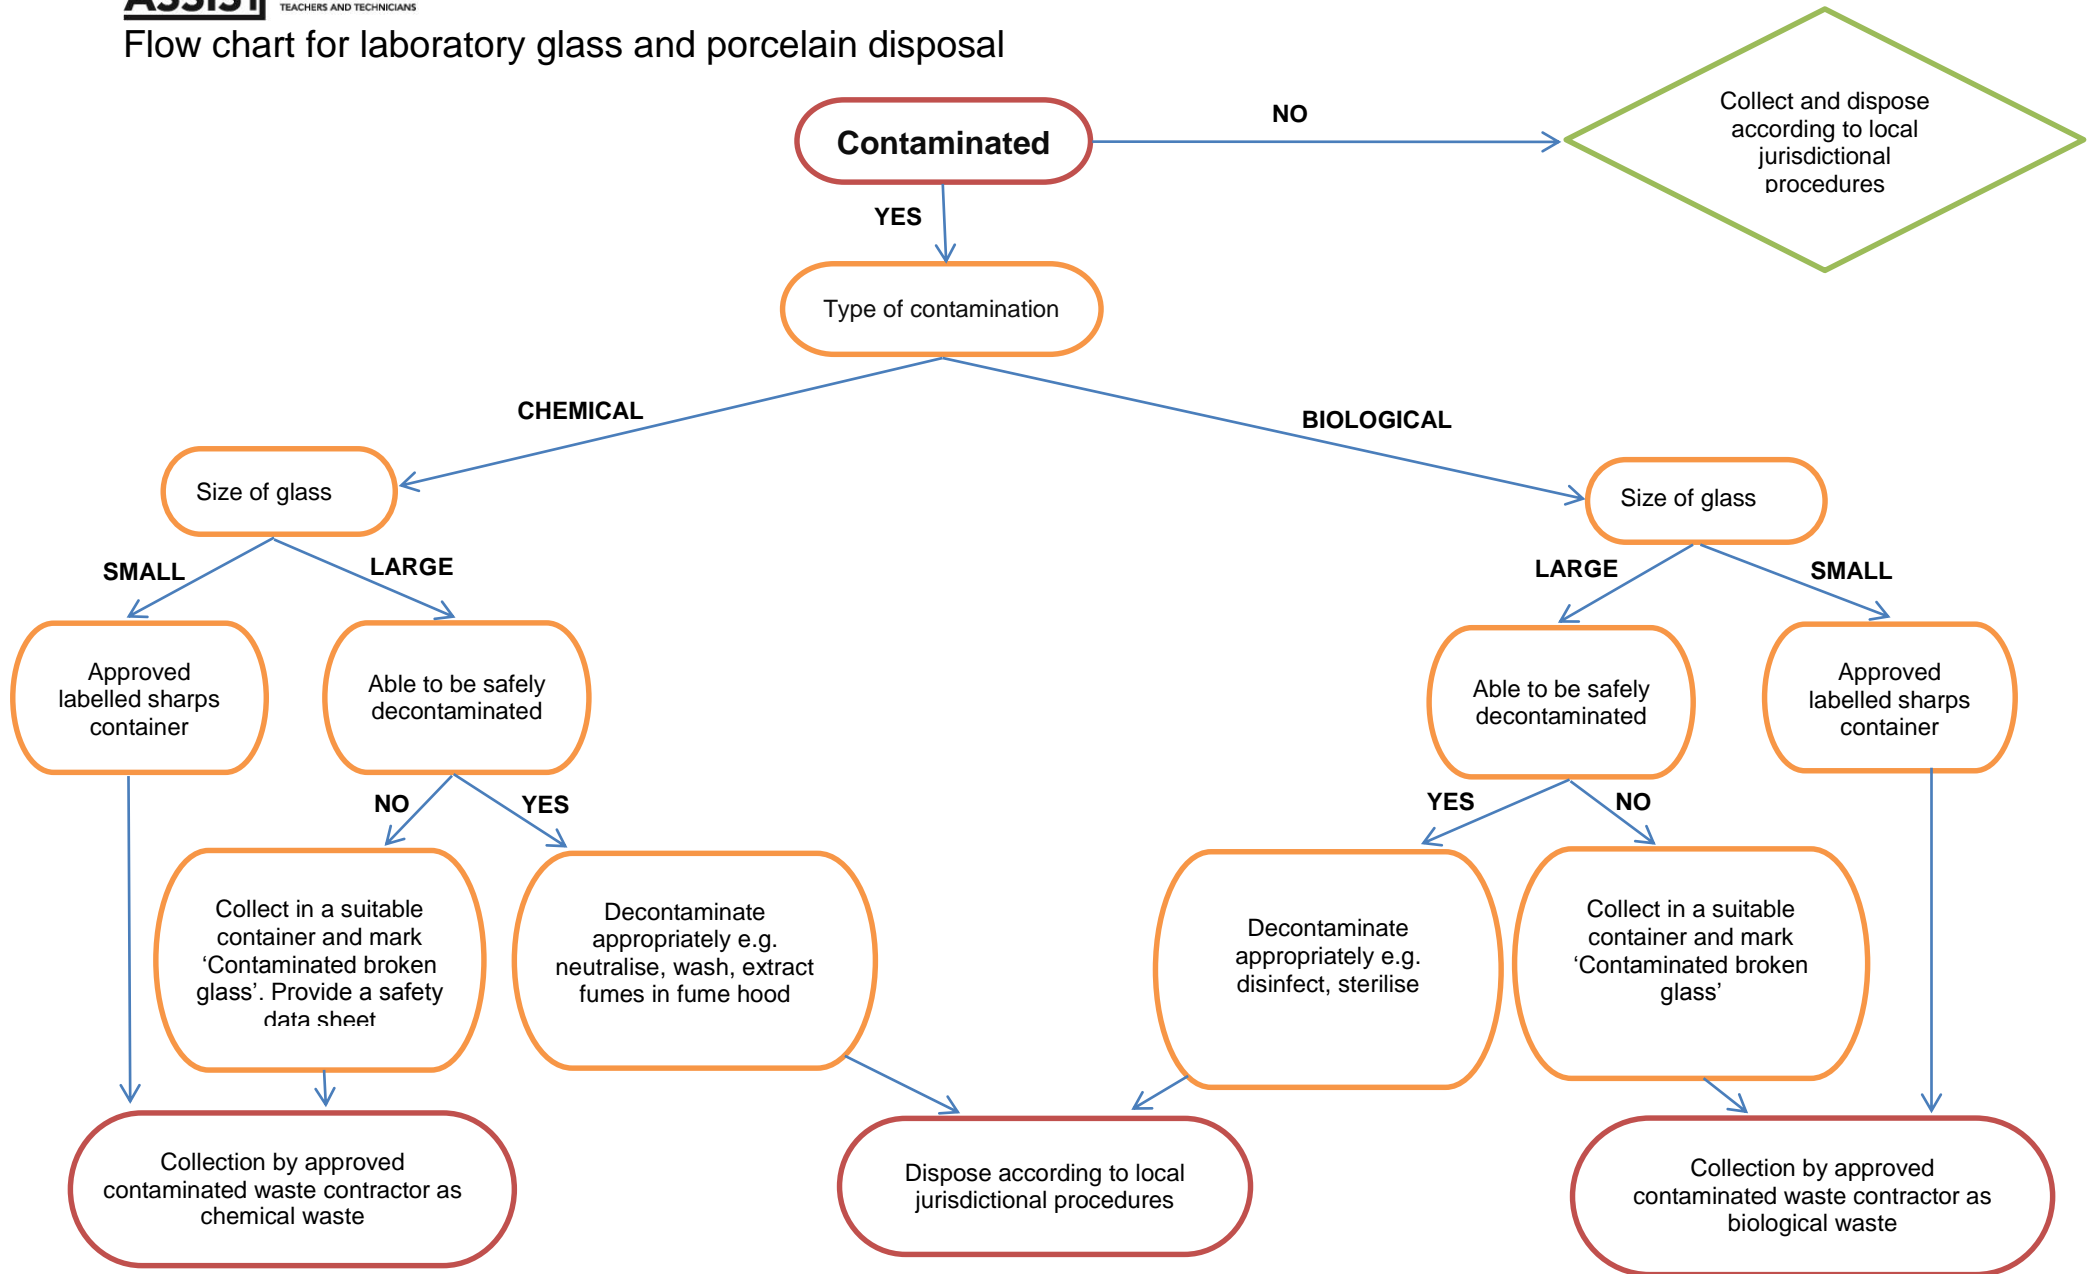 ASSIST
TEACHERS AND TECHNICIANS
Flow chart for laboratory glass and porcelain disposal
Contaminated
NO
Collect and dispose
according to local
jurisdictional
procedures
YES
Type of contamination
CHEMICAL
BIOLOGICAL
Size of glass
Size of glass
SMALL
LARGE
LARGE
SMALL
Approved
labelled sharps
container
Able to be safely
decontaminated
Able to be safely
decontaminated
Approved
labelled sharps
container
NO
YES
YES
NO
Collect in a suitable
container and mark
‘Contaminated broken
glass’. Provide a safety
data sheet
Decontaminate
appropriately e.g.
neutralise, wash, extract
fumes in fume hood
Decontaminate
appropriately e.g.
disinfect, sterilise
Collect in a suitable
container and mark
‘Contaminated broken
glass’
Collection by approved
contaminated waste contractor as
chemical waste
Dispose according to local
jurisdictional procedures
Collection by approved
contaminated waste contractor as
biological waste